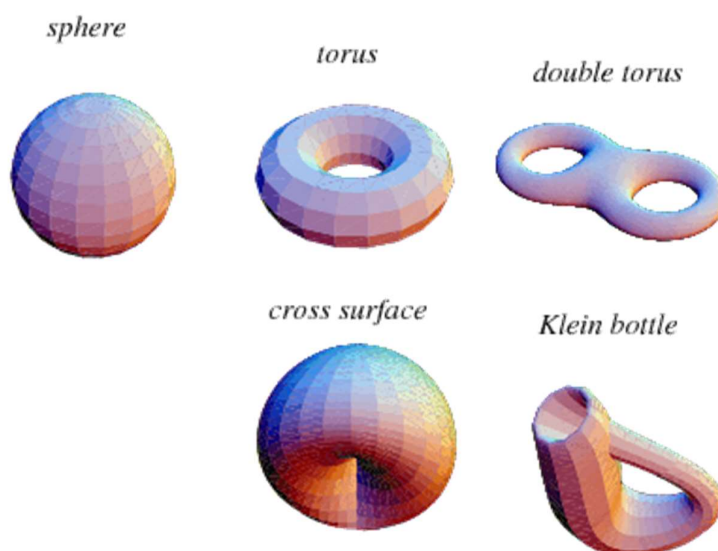 sphere
torus
double torus
cross surface
Klein bottle